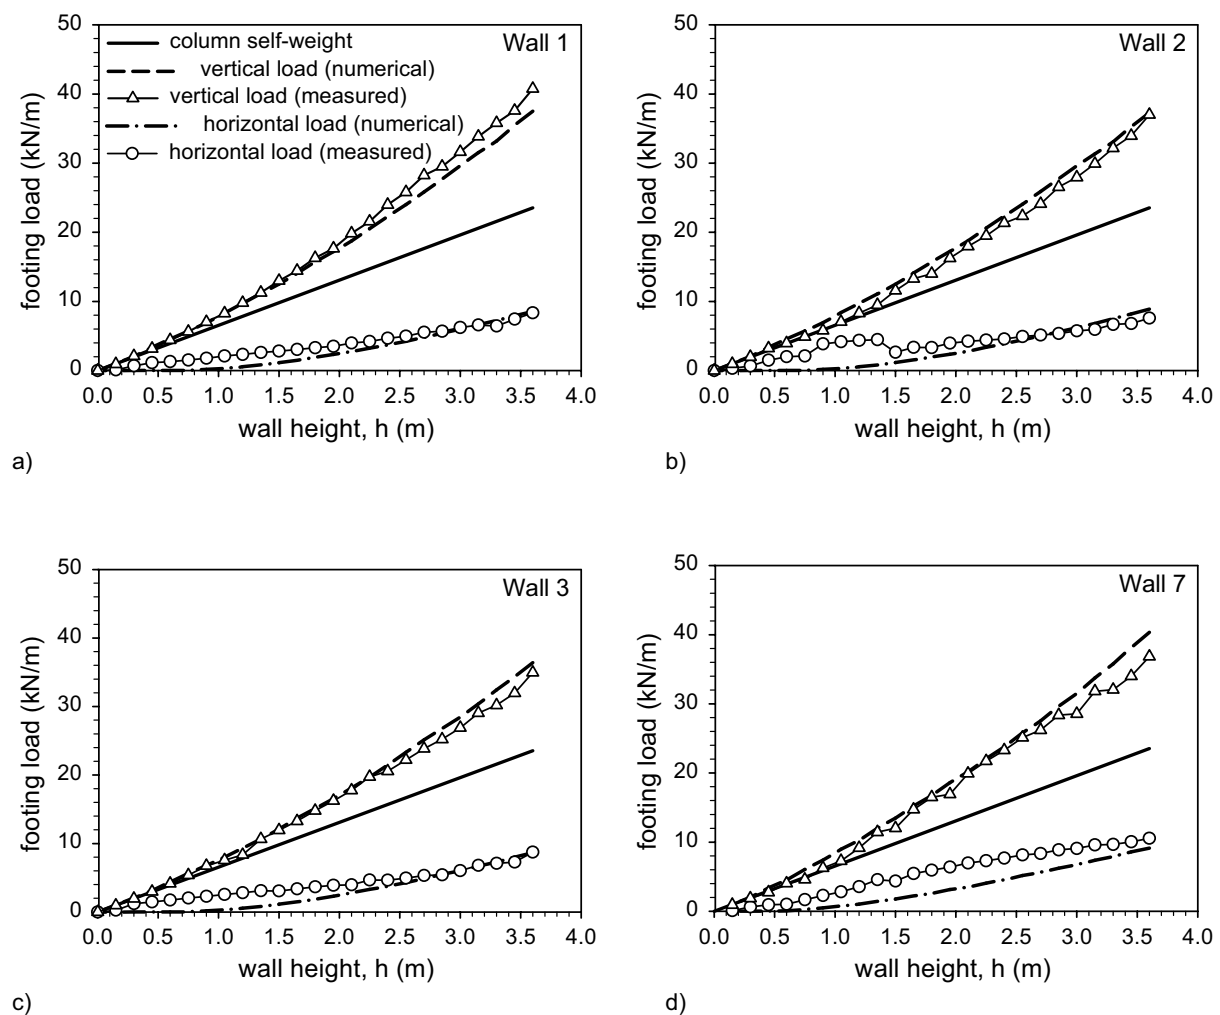 50
40
30
20
10
0
footing load (kN/m)
Wall 1
column self-weight
vertical load (numerical)
vertical load (measured)
horizontal load (numerical)
horizontal load (measured)
0.0 0.5 1.0 1.5 2.0 2.5 3.0 3.5 4.0
wall height, h (m)
a)
50
40
30
20
10
0
footing load (kN/m)
Wall 2
0.0 0.5 1.0 1.5 2.0 2.5 3.0 3.5 4.0
wall height, h (m)
b)
50
40
30
20
10
0
footing load (kN/m)
Wall 3
0.0 0.5 1.0 1.5 2.0 2.5 3.0 3.5 4.0
wall height, h (m)
c)
50
40
30
20
10
0
footing load (kN/m)
Wall 7
0.0 0.5 1.0 1.5 2.0 2.5 3.0 3.5 4.0
wall height, h (m)
d)